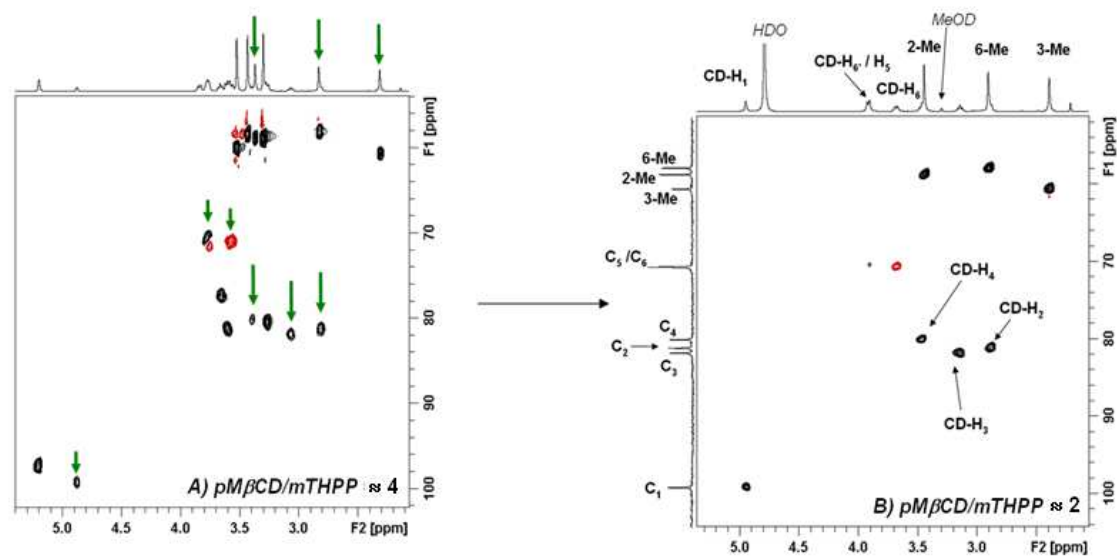 F1 [ppm]
70
80
90
100
A) pMβCD/mTHPP ≈ 4
5.0 4.5 4.0 3.5 3.0 F2 [ppm]
HDO
MeOD
2-Me
6-Me
3-Me
CD-H1
CD-H6' / H5
CD-H6
F1 [ppm]
6-Me
2-Me
3-Me
C5 /C6
70
CD-H4
CD-H2
C4
80
C2
C3
CD-H3
90
C1
100
B) pMβCD/mTHPP ≈ 2
5.0 4.5 4.0 3.5 3.0 F2 [ppm]